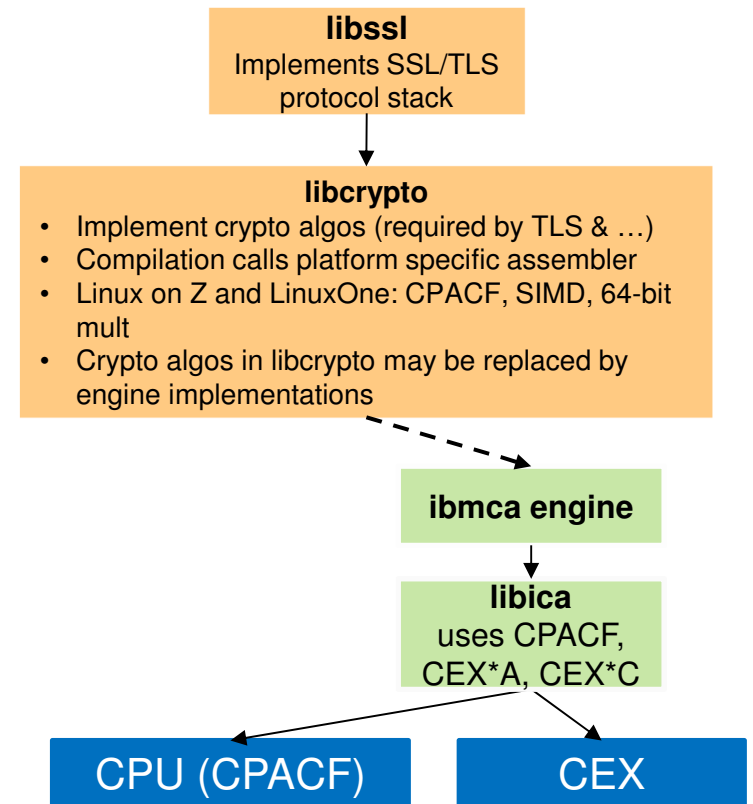 libssl
Implements SSL/TLS
protocol stack
libcrypto
• Implement crypto algos (required by TLS & …)
• Compilation calls platform specific assembler
• Linux on Z and LinuxOne: CPACF, SIMD, 64-bit
mult
• Crypto algos in libcrypto may be replaced by
engine implementations
ibmca engine
libica
uses CPACF,
CEX*A, CEX*C
CPU (CPACF)
CEX